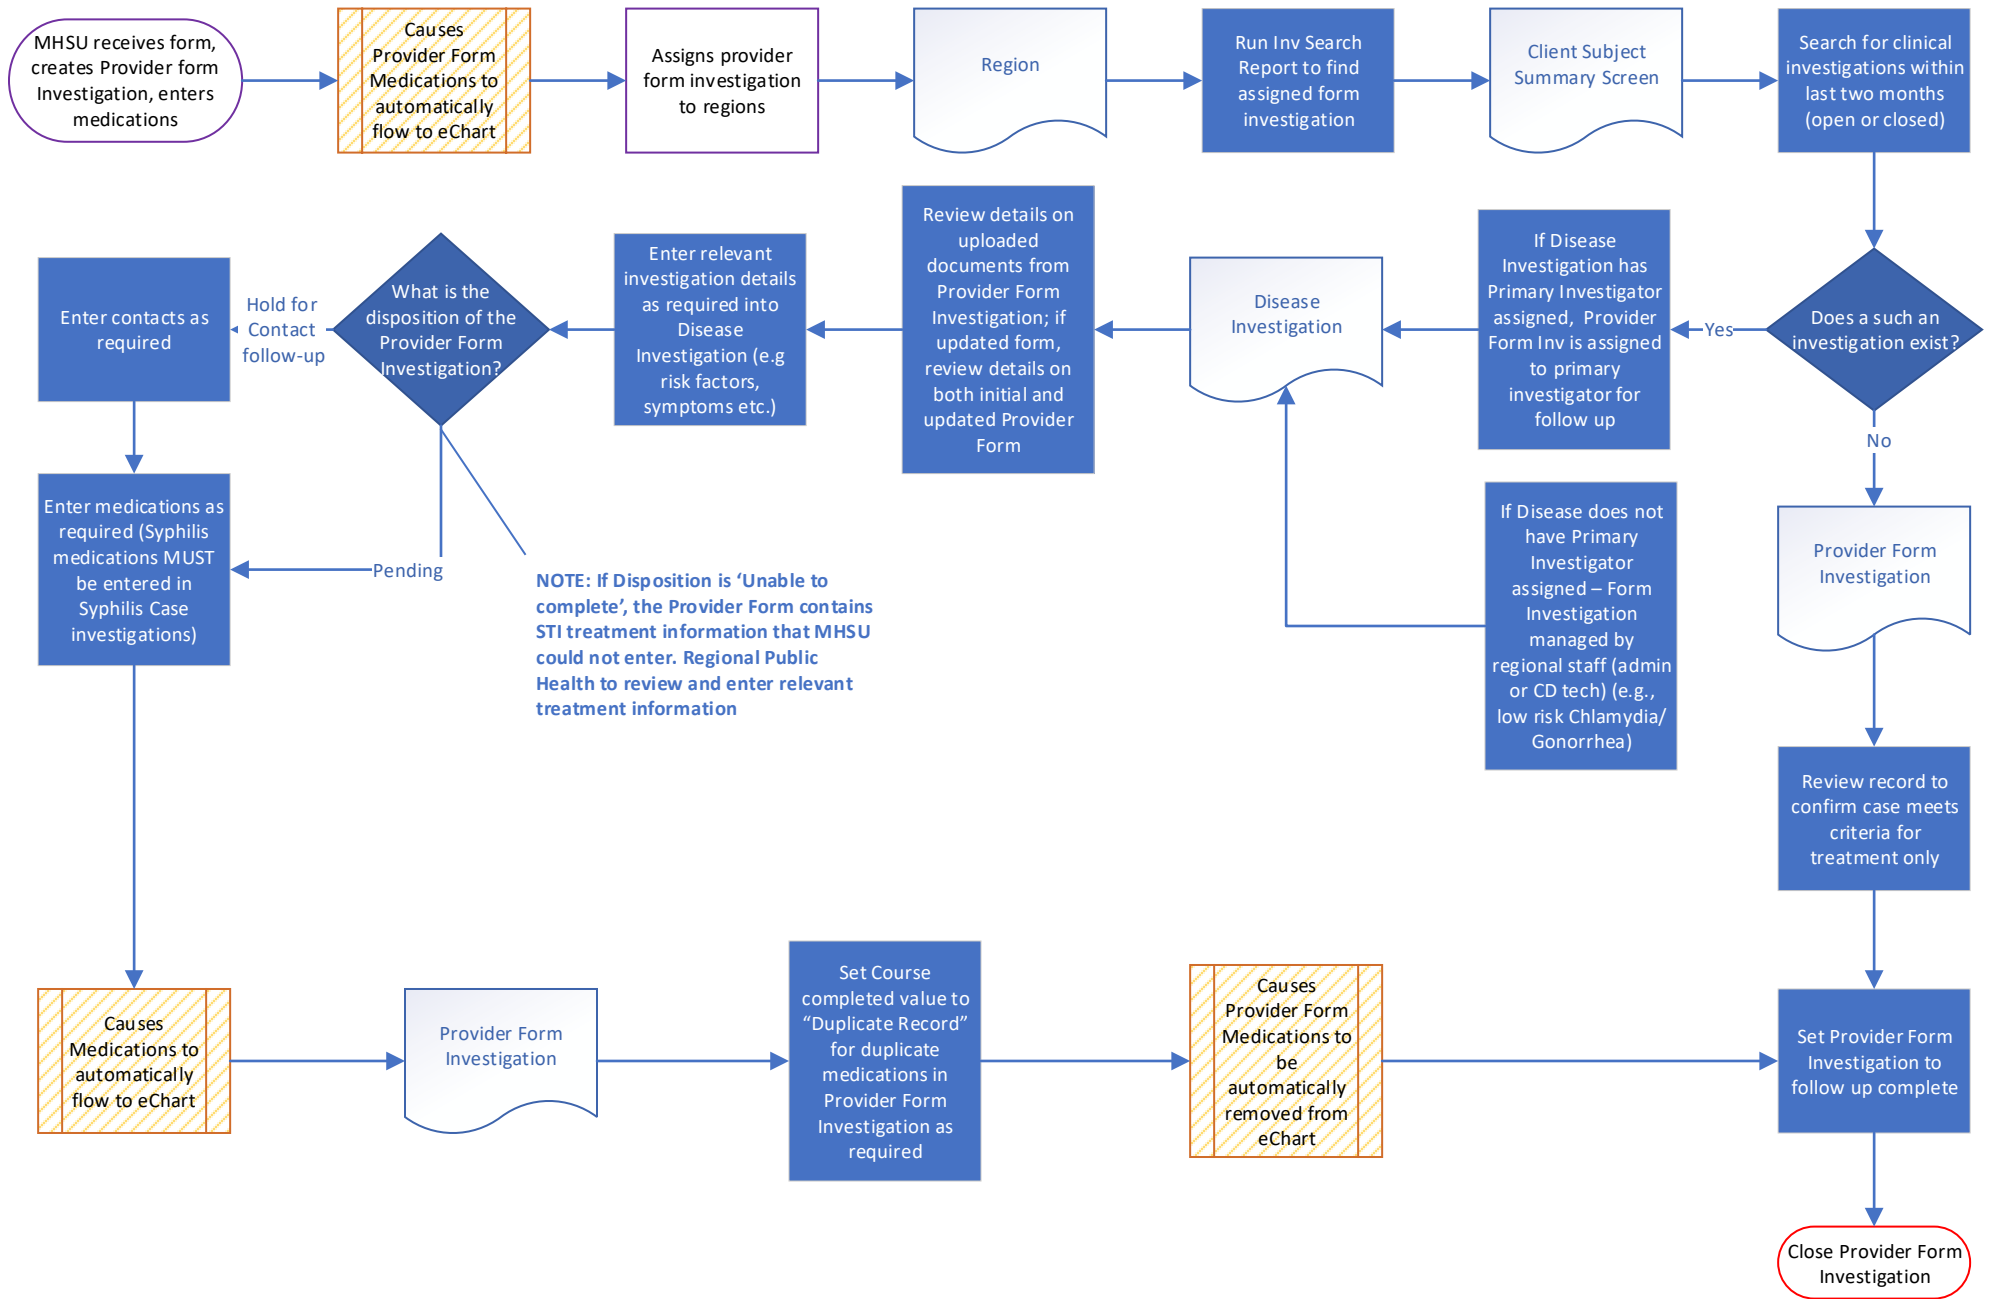 MHSU receives form,
creates Provider form
Investigation, enters
medications
Causes
Provider Form
Medications to
automatically
flow to eChart
Assigns provider
form investigation
to regions
Region
Run Inv Search
Report to find
assigned form
investigation
Client Subject
Summary Screen
Search for clinical
investigations within
last two months
(open or closed)
Does a such an
investigation exist?
Yes
No
If Disease
Investigation has
Primary Investigator
assigned, Provider
Form Inv is assigned
to primary
investigator for
follow up
Disease
Investigation
Review details on
uploaded
documents from
Provider Form
Investigation; if
updated form,
review details on
both initial and
updated Provider
Form
Enter relevant
investigation details
as required into
Disease
Investigation (e.g
risk factors,
symptoms etc.)
What is the
disposition of the
Provider Form
Investigation?
Hold for
Contact
follow-up
Enter contacts as
required
Enter medications as
required (Syphilis
medications MUST
be entered in
Syphilis Case
investigations)
Pending
NOTE: If Disposition is ‘Unable to
complete’, the Provider Form contains
STI treatment information that MHSU
could not enter. Regional Public
Health to review and enter relevant
treatment information
If Disease does not
have Primary
Investigator
assigned – Form
Investigation
managed by
regional staff (admin
or CD tech) (e.g.,
low risk Chlamydia/
Gonorrhea)
Provider Form
Investigation
Review record to
confirm case meets
criteria for
treatment only
Causes
Medications to
automatically
flow to eChart
Provider Form
Investigation
Set Course
completed value to
“Duplicate Record”
for duplicate
medications in
Provider Form
Investigation as
required
Causes
Provider Form
Medications to
be
automatically
removed from
eChart
Set Provider Form
Investigation to
follow up complete
Close Provider Form
Investigation